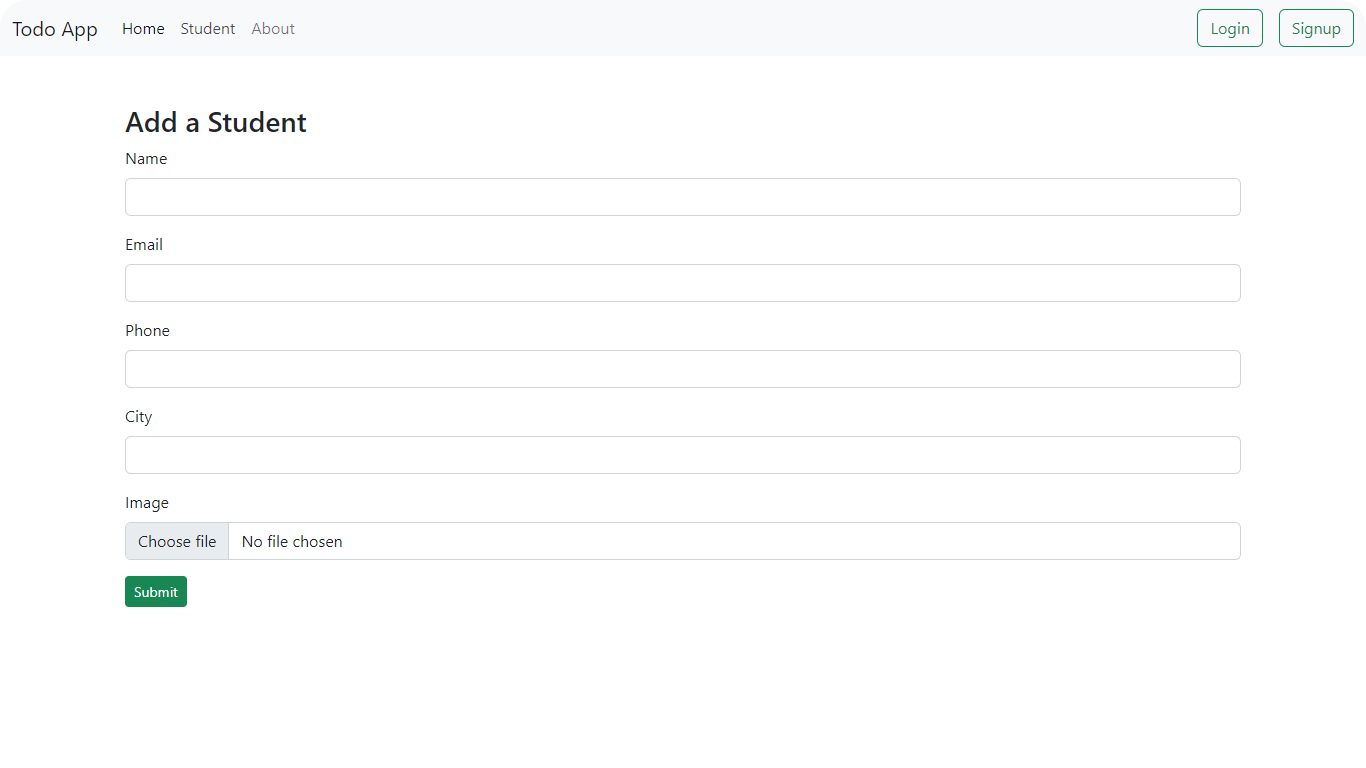 Todo App Home Student About Login Signup
Add a Student
Name
Email
Phone
City
Image
Choose file No file chosen
Submit